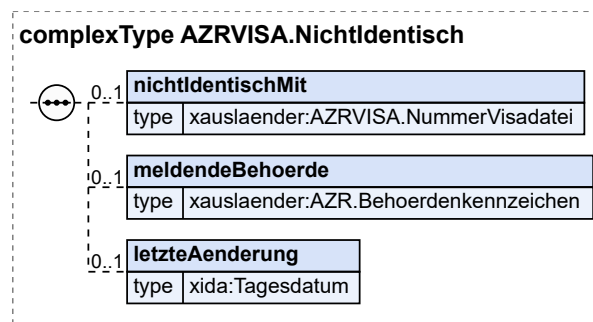 complexType AZRVISA.NichtIdentisch
0..1
nichtIdentischMit
type xauslaender:AZRVISA.NummerVisadatei
0..1
meldendeBehoerde
type xauslaender:AZR.Behoerdenkennzeichen
0..1
letzteAenderung
type xida:Tagesdatum